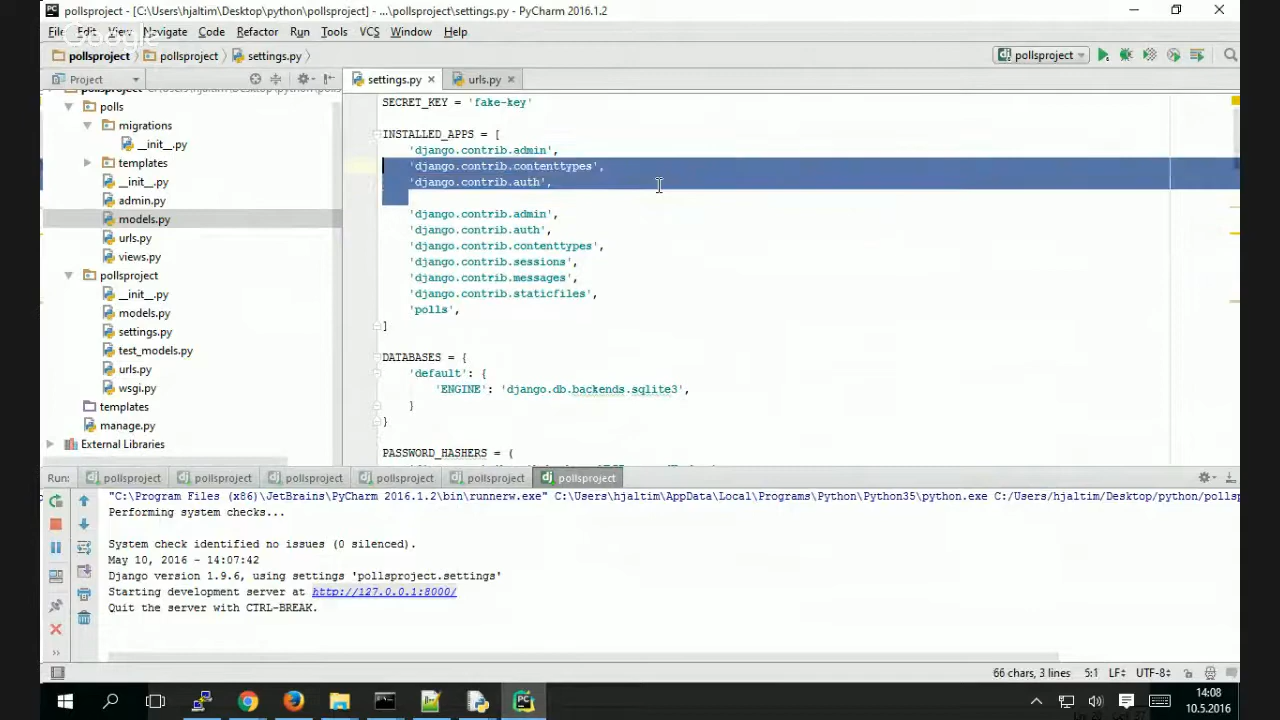 pollsproject - [C:\Users\hjaltim\Desktop\python\pollsproject] - ...\pollsproject\settings.py - PyCharm 2016.1.2
Google
File Edit View Navigate Code Refactor Run Tools VCS Window Help
pollsproject pollsproject settings.py pollsproject
Project settings.py urls.py
polls
migrations
__init__.py
templates
__init__.py
admin.py
models.py
urls.py
views.py
pollsproject
__init__.py
models.py
settings.py
test_models.py
urls.py
wsgi.py
templates
manage.py
External Libraries
SECRET_KEY = 'fake-key'
INSTALLED_APPS = [
'django.contrib.admin',
'django.contrib.contenttypes',
'django.contrib.auth',
'django.contrib.admin',
'django.contrib.auth',
'django.contrib.contenttypes',
'django.contrib.sessions',
'django.contrib.messages',
'django.contrib.staticfiles',
'polls',
]
DATABASES = {
'default': {
'ENGINE': 'django.db.backends.sqlite3',
}
}
PASSWORD_HASHERS = (
Run: pollsproject pollsproject pollsproject pollsproject pollsproject pollsproject
"C:\Program Files (x86)\JetBrains\PyCharm 2016.1.2\bin\runnerw.exe" C:\Users\hjaltim\AppData\Local\Programs\Python\Python35\python.exe C:/Users/hjaltim/Desktop/python/pollsp
Performing system checks...
System check identified no issues (0 silenced).
May 10, 2016 - 14:07:42
Django version 1.9.6, using settings 'pollsproject.settings'
Starting development server at http://127.0.0.1:8000/
Quit the server with CTRL-BREAK.
66 chars, 3 lines 5:1 LF÷ UTF-8÷
14:08
10.5.2016